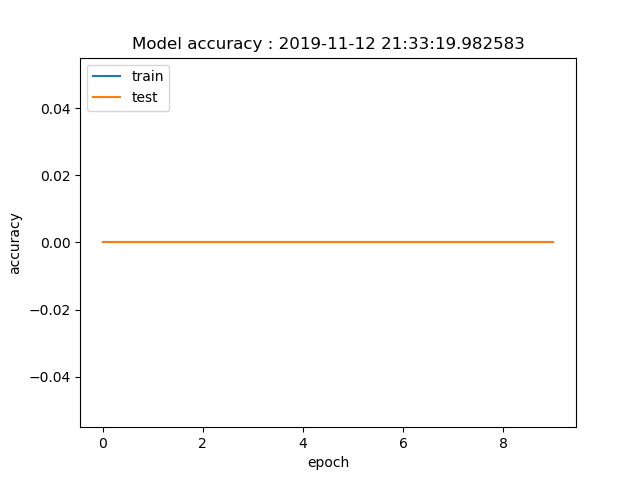 Model accuracy : 2019-11-12 21:33:19.982583
train
test
0.04
0.02
0.00
−0.02
−0.04
accuracy
0 2 4 6 8
epoch